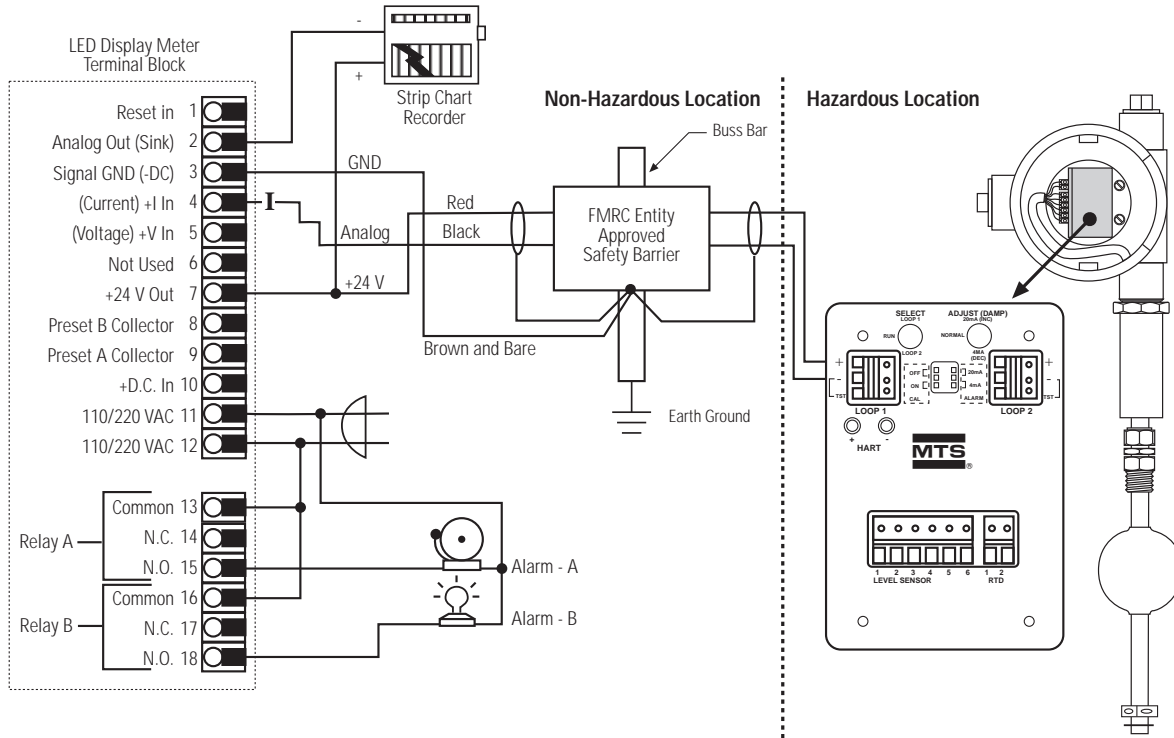 LED Display Meter
Terminal Block
Reset in 1
Analog Out (Sink) 2
Signal GND (-DC) 3
(Current) +I In 4
(Voltage) +V In 5
Not Used 6
+24 V Out 7
Preset B Collector 8
Preset A Collector 9
+D.C. In 10
110/220 VAC 11
110/220 VAC 12
Relay A
Common 13
N.C. 14
N.O. 15
Relay B
Common 16
N.C. 17
N.O. 18
-
+
Strip Chart
Recorder
GND
I
Analog
+24 V
Red
Black
Brown and Bare
Non-Hazardous Location
Buss Bar
FMRC Entity
Approved
Safety Barrier
Earth Ground
Alarm - A
Alarm - B
Hazardous Location
SELECT
LOOP 1
RUN
LOOP 2
ADJUST (DAMP)
20mA (INC)
NORMAL
4MA
(DEC)
+
-
TST
LOOP 1
OFF
ON
CAL
20mA
4mA
ALARM
+
-
TST
LOOP 2
+ -
HART
MTS
®
1 2 3 4 5 6
LEVEL SENSOR
1 2
RTD